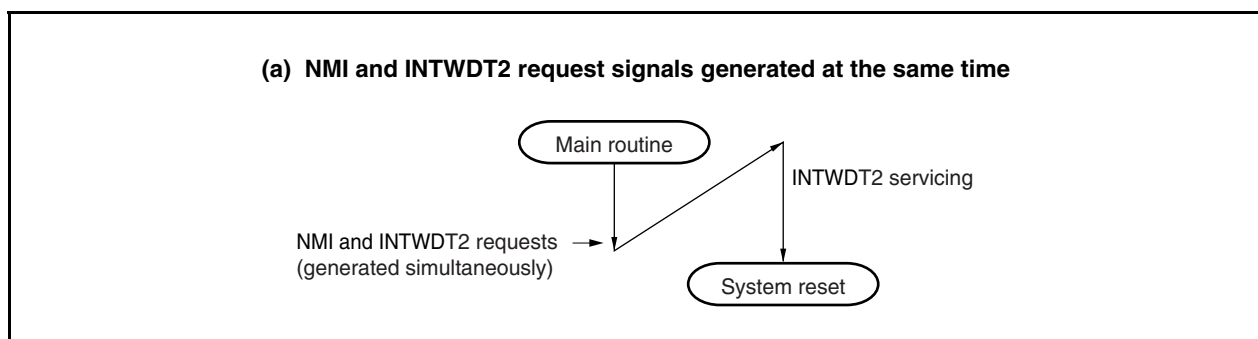 (a) NMI and INTWDT2 request signals generated at the same time
Main routine
INTWDT2 servicing
NMI and INTWDT2 requests
(generated simultaneously)
System reset